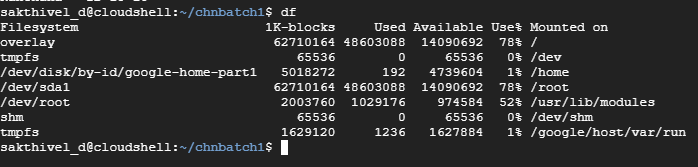 sakthivel_d@cloudshell:~/chnbatch1$ df
Filesystem                        1K-blocks     Used Available Use% Mounted on
overlay                            62710164 48603088  14090692  78% /
tmpfs                                 65536        0     65536   0% /dev
/dev/disk/by-id/google-home-part1   5018272      192   4739604   1% /home
/dev/sda1                          62710164 48603088  14090692  78% /root
/dev/root                           2003760  1029176    974584  52% /usr/lib/modules
shm                                   65536        0     65536   0% /dev/shm
tmpfs                               1629120     1236   1627884   1% /google/host/var/run
sakthivel_d@cloudshell:~/chnbatch1$